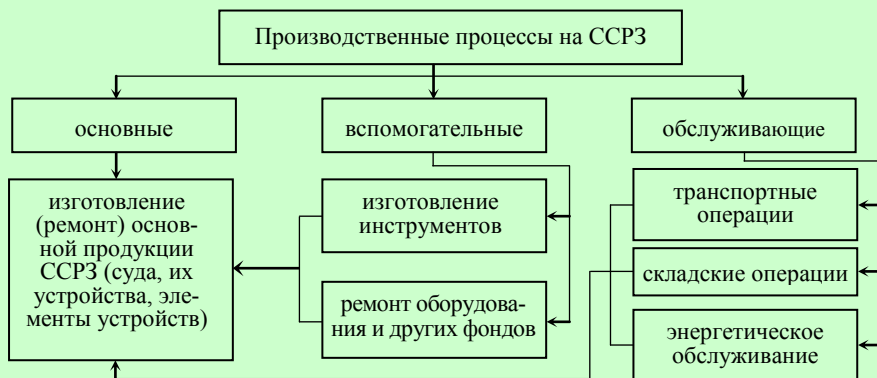 Производственные процессы на ССРЗ
основные
вспомогательные
обслуживающие
изготовление
(ремонт) основ-
ной продукции
ССРЗ (суда, их
устройства, эле-
менты устройств)
изготовление
инструментов
ремонт оборудова-
ния и других фондов
транспортные
операции
складские операции
энергетическое
обслуживание